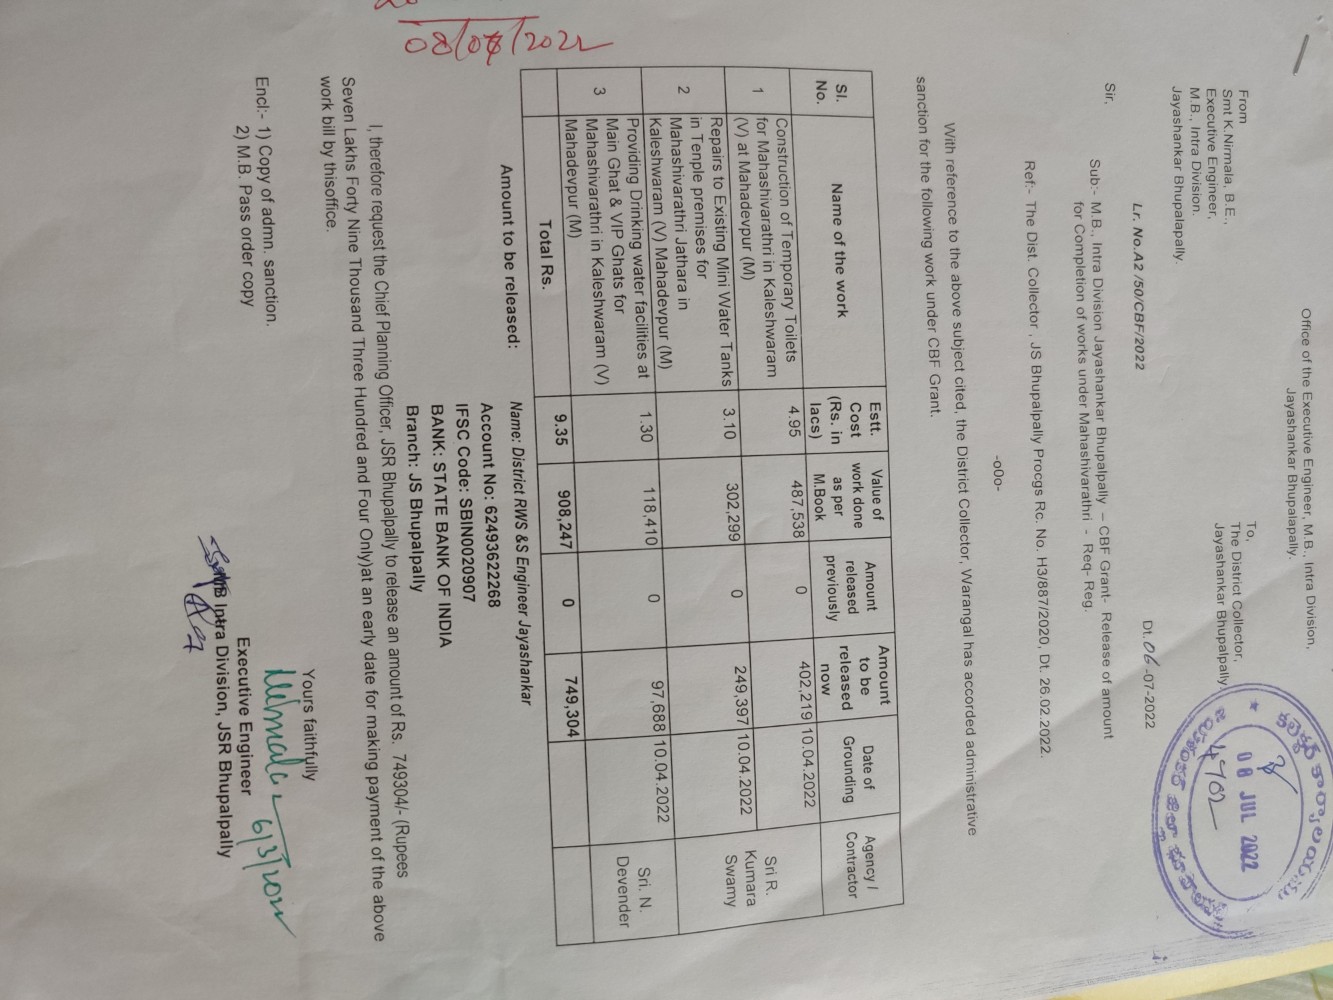 Office of the Executive Engineer, M.B., Intra Division,
Jayashankar Bhupalapally.
From
Smt K.Nirmala, B.E.,
Executive Engineer,
M.B., Intra Division.
Jayashankar Bhupalapally.
To,
The District Collector,
Jayashankar Bhupalpally.
08 JUL 2022
4702
Lr. No.A2 /50/CBF/2022
Dt.06-07-2022
Sir,
Sub:- M.B., Intra Division Jayashankar Bhupalpally – CBF Grant- Release of amount
for Completion of works under Mahashivarathri - Req- Reg.
Ref:- The Dist. Collector , JS Bhupalpally Procgs Rc. No. H3/887/2020, Dt. 26.02.2022.
-o0o-
With reference to the above subject cited, the District Collector, Warangal has accorded administrative
sanction for the following work under CBF Grant.
Sl. No. Name of the work Estt. Cost (Rs. in lacs) Value of work done as per M.Book Amount released previously Amount to be released now Date of Grounding Agency / Contractor
1 Construction of Temporary Toilets for Mahashivarathri in Kaleshwaram (V) at Mahadevpur (M) 4.95 487,538 0 402,219 10.04.2022 Sri R. Kumara Swamy
2 Repairs to Existing Mini Water Tanks in Tenple premises for Mahashivarathri Jathara in Kaleshwaram (V) Mahadevpur (M) 3.10 302,299 0 249,397 10.04.2022
3 Providing Drinking water facilities at Main Ghat & VIP Ghats for Mahashivarathri in Kaleshwaram (V) Mahadevpur (M) 1.30 118,410 0 97,688 10.04.2022 Sri. N. Devender
Total Rs. 9.35 908,247 0 749,304
Amount to be released:
Name: District RWS &S Engineer Jayashankar
Account No: 62493622268
IFSC Code: SBIN0020907
BANK: STATE BANK OF INDIA
Branch: JS Bhupalpally
I, therefore request the Chief Planning Officer, JSR Bhupalpally to release an amount of Rs. 749304/- (Rupees
Seven Lakhs Forty Nine Thousand Three Hundred and Four Only)at an early date for making payment of the above
work bill by thisoffice.
Encl:- 1) Copy of admn. sanction.
2) M.B. Pass order copy
Yours faithfully
Executive Engineer
MB Intra Division, JSR Bhupalpally